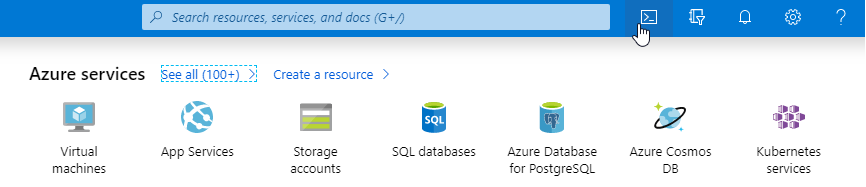 Search resources, services, and docs (G+/)
Azure services See all (100+) > Create a resource >
Virtual machines
App Services
Storage accounts
SQL
SQL databases
Azure Database for PostgreSQL
Azure Cosmos DB
Kubernetes services